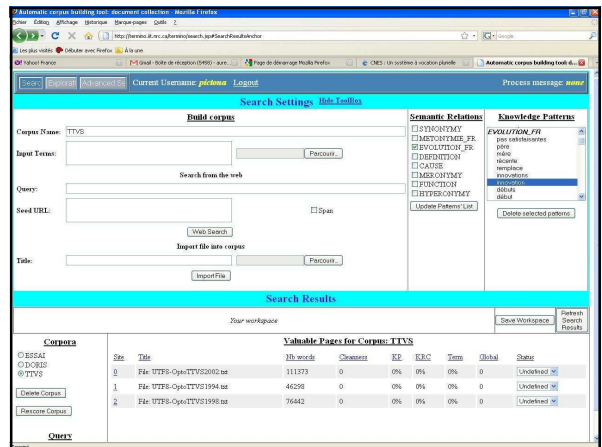 Automatic corpus building tool: document collection - Mozilla Firefox
Fichier Édition Affichage Historique Marque-pages Outils ?
http://termino.iit.nrc.ca/termino/search.jsp#SearchResultsAnchor
Google
Les plus visités Débuter avec Firefox À la une
Yahoo! France
Gmail - Boîte de réception (5456) - aure...
Page de démarrage Mozilla Firefox
CNES : Un système à vocation plurielle
Automatic corpus building tool: d...
Searc Explorati Advanced Se Current Username: pictona Logout Process message: none
Search Settings Hide ToolBox
Build corpus
Corpus Name: TTVS
Input Terms: Parcourir...
Search from the web
Query:
Seed URL: Span
Web Search
Import file into corpus
Title: Parcourir...
Import File
Semantic Relations
SYNONYMY
METONYMIE_FR
EVOLUTION_FR
DEFINITION
CAUSE
MERONYMY
FUNCTION
HYPERONYMY
Update Patterns' List
Knowledge Patterns
EVOLUTION_FR
pas satisfaisantes
père
mère
récente
remplace
innovations
innovation
débuts
début
Delete selected patterns
Search Results
Your workspace
Save Workspace
Refresh
Search
Results
Corpora
ESSAI
DORIS
TTVS
Delete Corpus
Rescore Corpus
Query
Valuable Pages for Corpus: TTVS
Site Title Nb words Cleanness KP KRC Term Global Status
0 File: UTF8-OptoTTVS2002.txt 111373 0 0% 0% 0% 0 Undefined
1 File: UTF8-OptoTTVS1994.txt 46298 0 0% 0% 0% 0 Undefined
2 File: UTF8-OptoTTVS1998.txt 76442 0 0% 0% 0% 0 Undefined